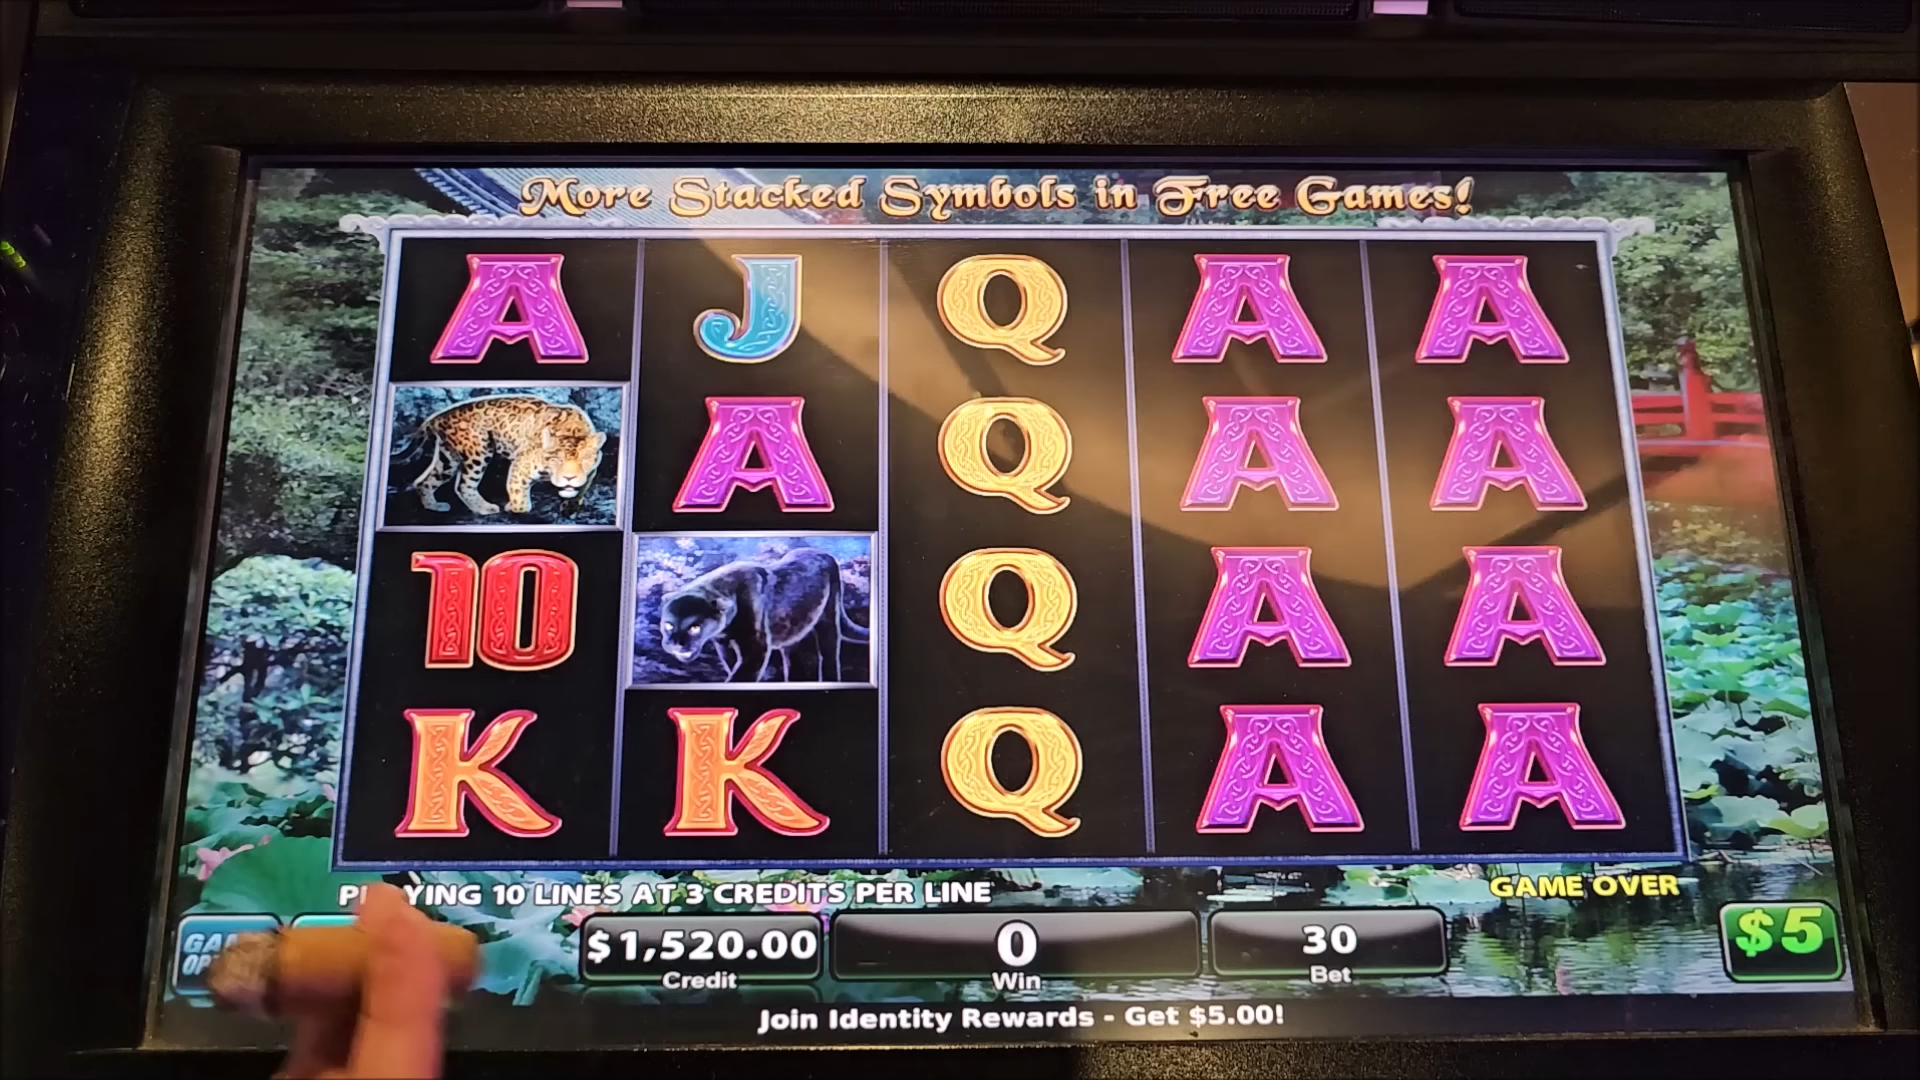 More Stacked Symbols in Free Games!
A J Q A A
A Q A A
10 Q A A
K K Q A A
PLAYING 10 LINES AT 3 CREDITS PER LINE
GAME OVER
$1,520.00
Credit
0
Win
30
Bet
$5
Join Identity Rewards - Get $5.00!